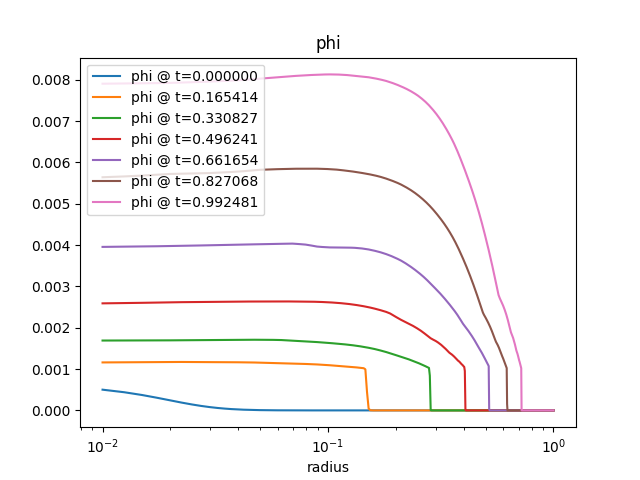 phi
phi @ t=0.000000
phi @ t=0.165414
phi @ t=0.330827
phi @ t=0.496241
phi @ t=0.661654
phi @ t=0.827068
phi @ t=0.992481
0.008
0.007
0.006
0.005
0.004
0.003
0.002
0.001
0.000
10⁻² 10⁻¹ 10⁰
radius